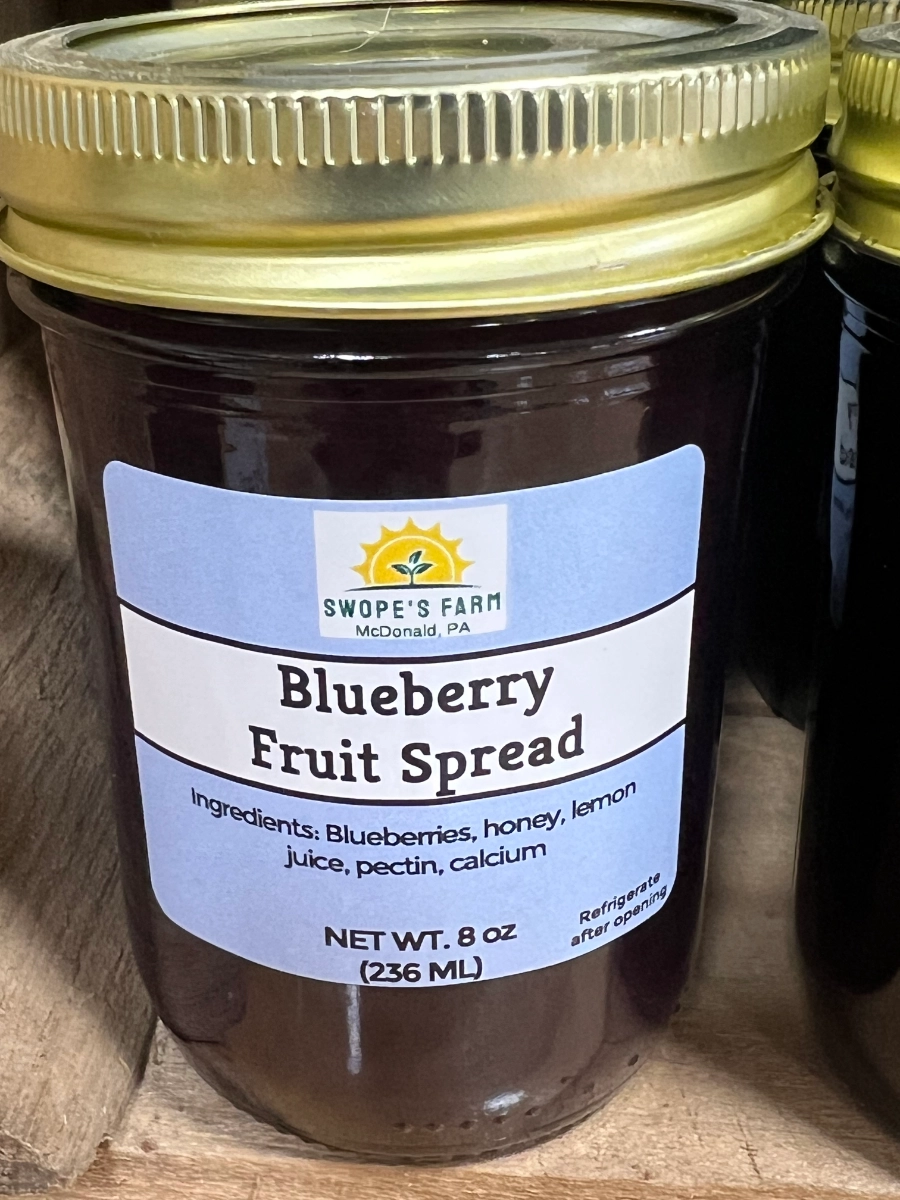 SWOPE'S FARM
McDonald, PA
Blueberry
Fruit Spread
Ingredients: Blueberries, honey, lemon
juice, pectin, calcium
Refrigerate
after opening
NET WT. 8 oz
(236 ML)